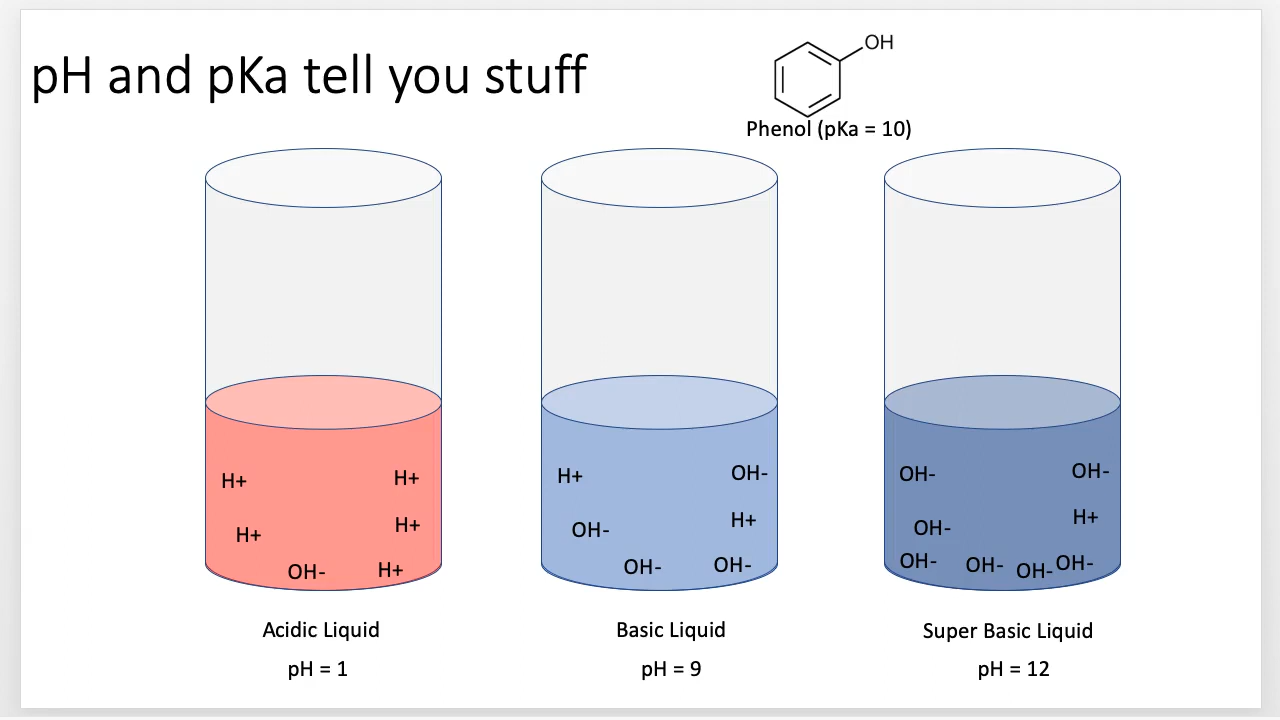 pH and pKa tell you stuff
OH
Phenol (pKa = 10)
H+
H+
H+
H+
OH-
H+
H+
OH-
OH-
H+
OH-
OH-
OH-
OH-
OH-
H+
OH-
OH-
OH-
OH-
Acidic Liquid
Basic Liquid
Super Basic Liquid
pH = 1
pH = 9
pH = 12